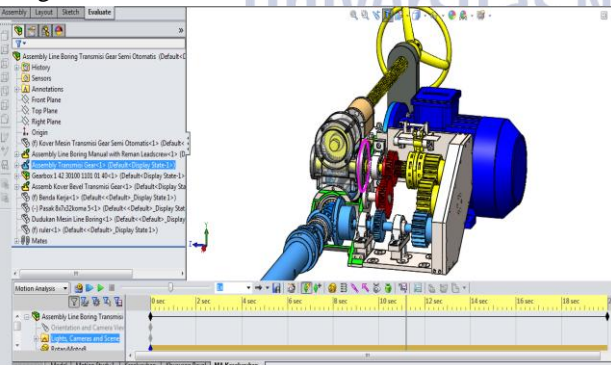 Assembly Layout Sketch Evaluate
Assembly Line Boring Transmisi Gear Semi Otomatis (Default<D
History
Sensors
Annotations
Front Plane
Top Plane
Right Plane
Origin
(f) Kover Mesin Transmisi Gear Semi Otomatis<1> (Default<
Assembly Line Boring Manual with Reman Leadscrew<1> (D
Assembly Transmisi Gear<1> (Default<Display State-1>)
Gearbox 1 42 30100 1101 01 40<1> (Default<Display State-1>
Assemb Kover Bevel Transmisi Gear<1> (Default<Display Sta
(f) Benda Kerja<1> (Default<<Default>_Display State 1>)
(-) Pasak 8x7x32koma 5<1> (Default<<Default>_Display Stat
Dudukan Mesin Line Boring<1> (Default<<Default>_Display
(f) ruler<1> (Default<<Default>_Display State 1>)
Mates
Motion Analysis
0 sec 2 sec 4 sec 6 sec 8 sec 10 sec 12 sec 14 sec 16 sec 18 sec
Assembly Line Boring Transmisi
Orientation and Camera View
Lights, Cameras and Scene
RotaryMotor8